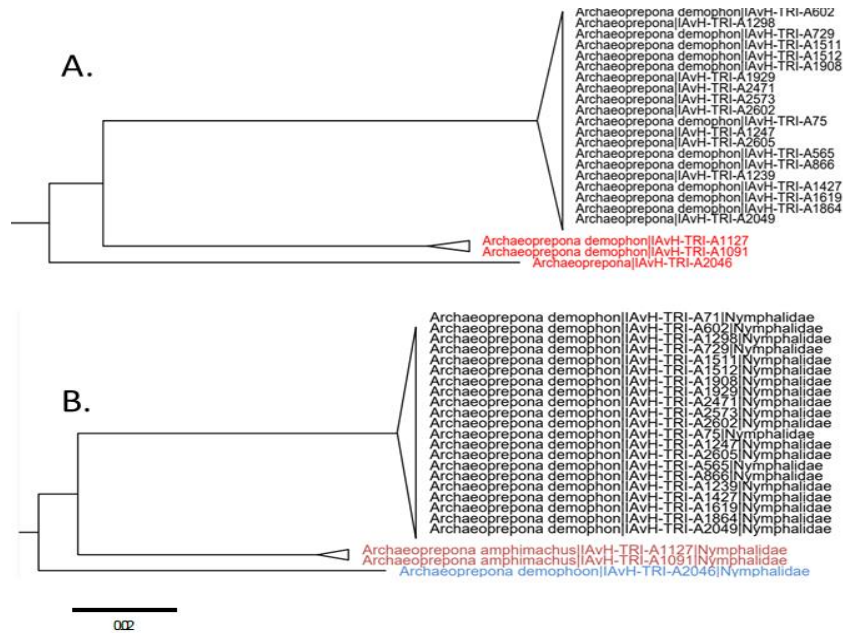 A.
Archaeoprepona demophon|IAvH-TRI-A602
Archaeoprepona|IAvH-TRI-A1298
Archaeoprepona demophon|IAvH-TRI-A729
Archaeoprepona demophon|IAvH-TRI-A1511
Archaeoprepona demophon|IAvH-TRI-A1512
Archaeoprepona demophon|IAvH-TRI-A1908
Archaeoprepona|IAvH-TRI-A1929
Archaeoprepona|IAvH-TRI-A2471
Archaeoprepona|IAvH-TRI-A2573
Archaeoprepona|IAvH-TRI-A2602
Archaeoprepona demophon|IAvH-TRI-A75
Archaeoprepona|IAvH-TRI-A1247
Archaeoprepona|IAvH-TRI-A2605
Archaeoprepona demophon|IAvH-TRI-A565
Archaeoprepona demophon|IAvH-TRI-A866
Archaeoprepona|IAvH-TRI-A1239
Archaeoprepona demophon|IAvH-TRI-A1427
Archaeoprepona demophon|IAvH-TRI-A1619
Archaeoprepona demophon|IAvH-TRI-A1864
Archaeoprepona|IAvH-TRI-A2049
Archaeoprepona demophon|IAvH-TRI-A1127
Archaeoprepona demophon|IAvH-TRI-A1091
Archaeoprepona|IAvH-TRI-A2046
B.
Archaeoprepona demophon|IAvH-TRI-A71|Nymphalidae
Archaeoprepona demophon|IAvH-TRI-A602|Nymphalidae
Archaeoprepona demophon|IAvH-TRI-A1298|Nymphalidae
Archaeoprepona demophon|IAvH-TRI-A729|Nymphalidae
Archaeoprepona demophon|IAvH-TRI-A1511|Nymphalidae
Archaeoprepona demophon|IAvH-TRI-A1512|Nymphalidae
Archaeoprepona demophon|IAvH-TRI-A1908|Nymphalidae
Archaeoprepona demophon|IAvH-TRI-A1929|Nymphalidae
Archaeoprepona demophon|IAvH-TRI-A2471|Nymphalidae
Archaeoprepona demophon|IAvH-TRI-A2573|Nymphalidae
Archaeoprepona demophon|IAvH-TRI-A2602|Nymphalidae
Archaeoprepona demophon|IAvH-TRI-A75|Nymphalidae
Archaeoprepona demophon|IAvH-TRI-A1247|Nymphalidae
Archaeoprepona demophon|IAvH-TRI-A2605|Nymphalidae
Archaeoprepona demophon|IAvH-TRI-A565|Nymphalidae
Archaeoprepona demophon|IAvH-TRI-A866|Nymphalidae
Archaeoprepona demophon|IAvH-TRI-A1239|Nymphalidae
Archaeoprepona demophon|IAvH-TRI-A1427|Nymphalidae
Archaeoprepona demophon|IAvH-TRI-A1619|Nymphalidae
Archaeoprepona demophon|IAvH-TRI-A1864|Nymphalidae
Archaeoprepona demophon|IAvH-TRI-A2049|Nymphalidae
Archaeoprepona amphimachus|IAvH-TRI-A1127|Nymphalidae
Archaeoprepona amphimachus|IAvH-TRI-A1091|Nymphalidae
Archaeoprepona demophoon|IAvH-TRI-A2046|Nymphalidae